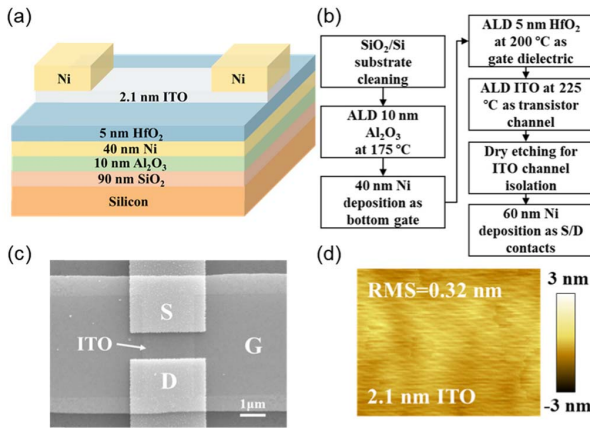 (a)
Ni
Ni
2.1 nm ITO
5 nm HfO₂
40 nm Ni
10 nm Al₂O₃
90 nm SiO₂
Silicon
(b)
SiO₂/Si
substrate
cleaning
ALD 10 nm
Al₂O₃
at 175 °C
40 nm Ni
deposition as
bottom gate
ALD 5 nm HfO₂
at 200 °C as
gate dielectric
ALD ITO at 225
°C as transistor
channel
Dry etching for
ITO channel
isolation
60 nm Ni
deposition as S/D
contacts
(c)
S
ITO
G
D
1μm
(d)
RMS=0.32 nm
2.1 nm ITO
3 nm
-3 nm